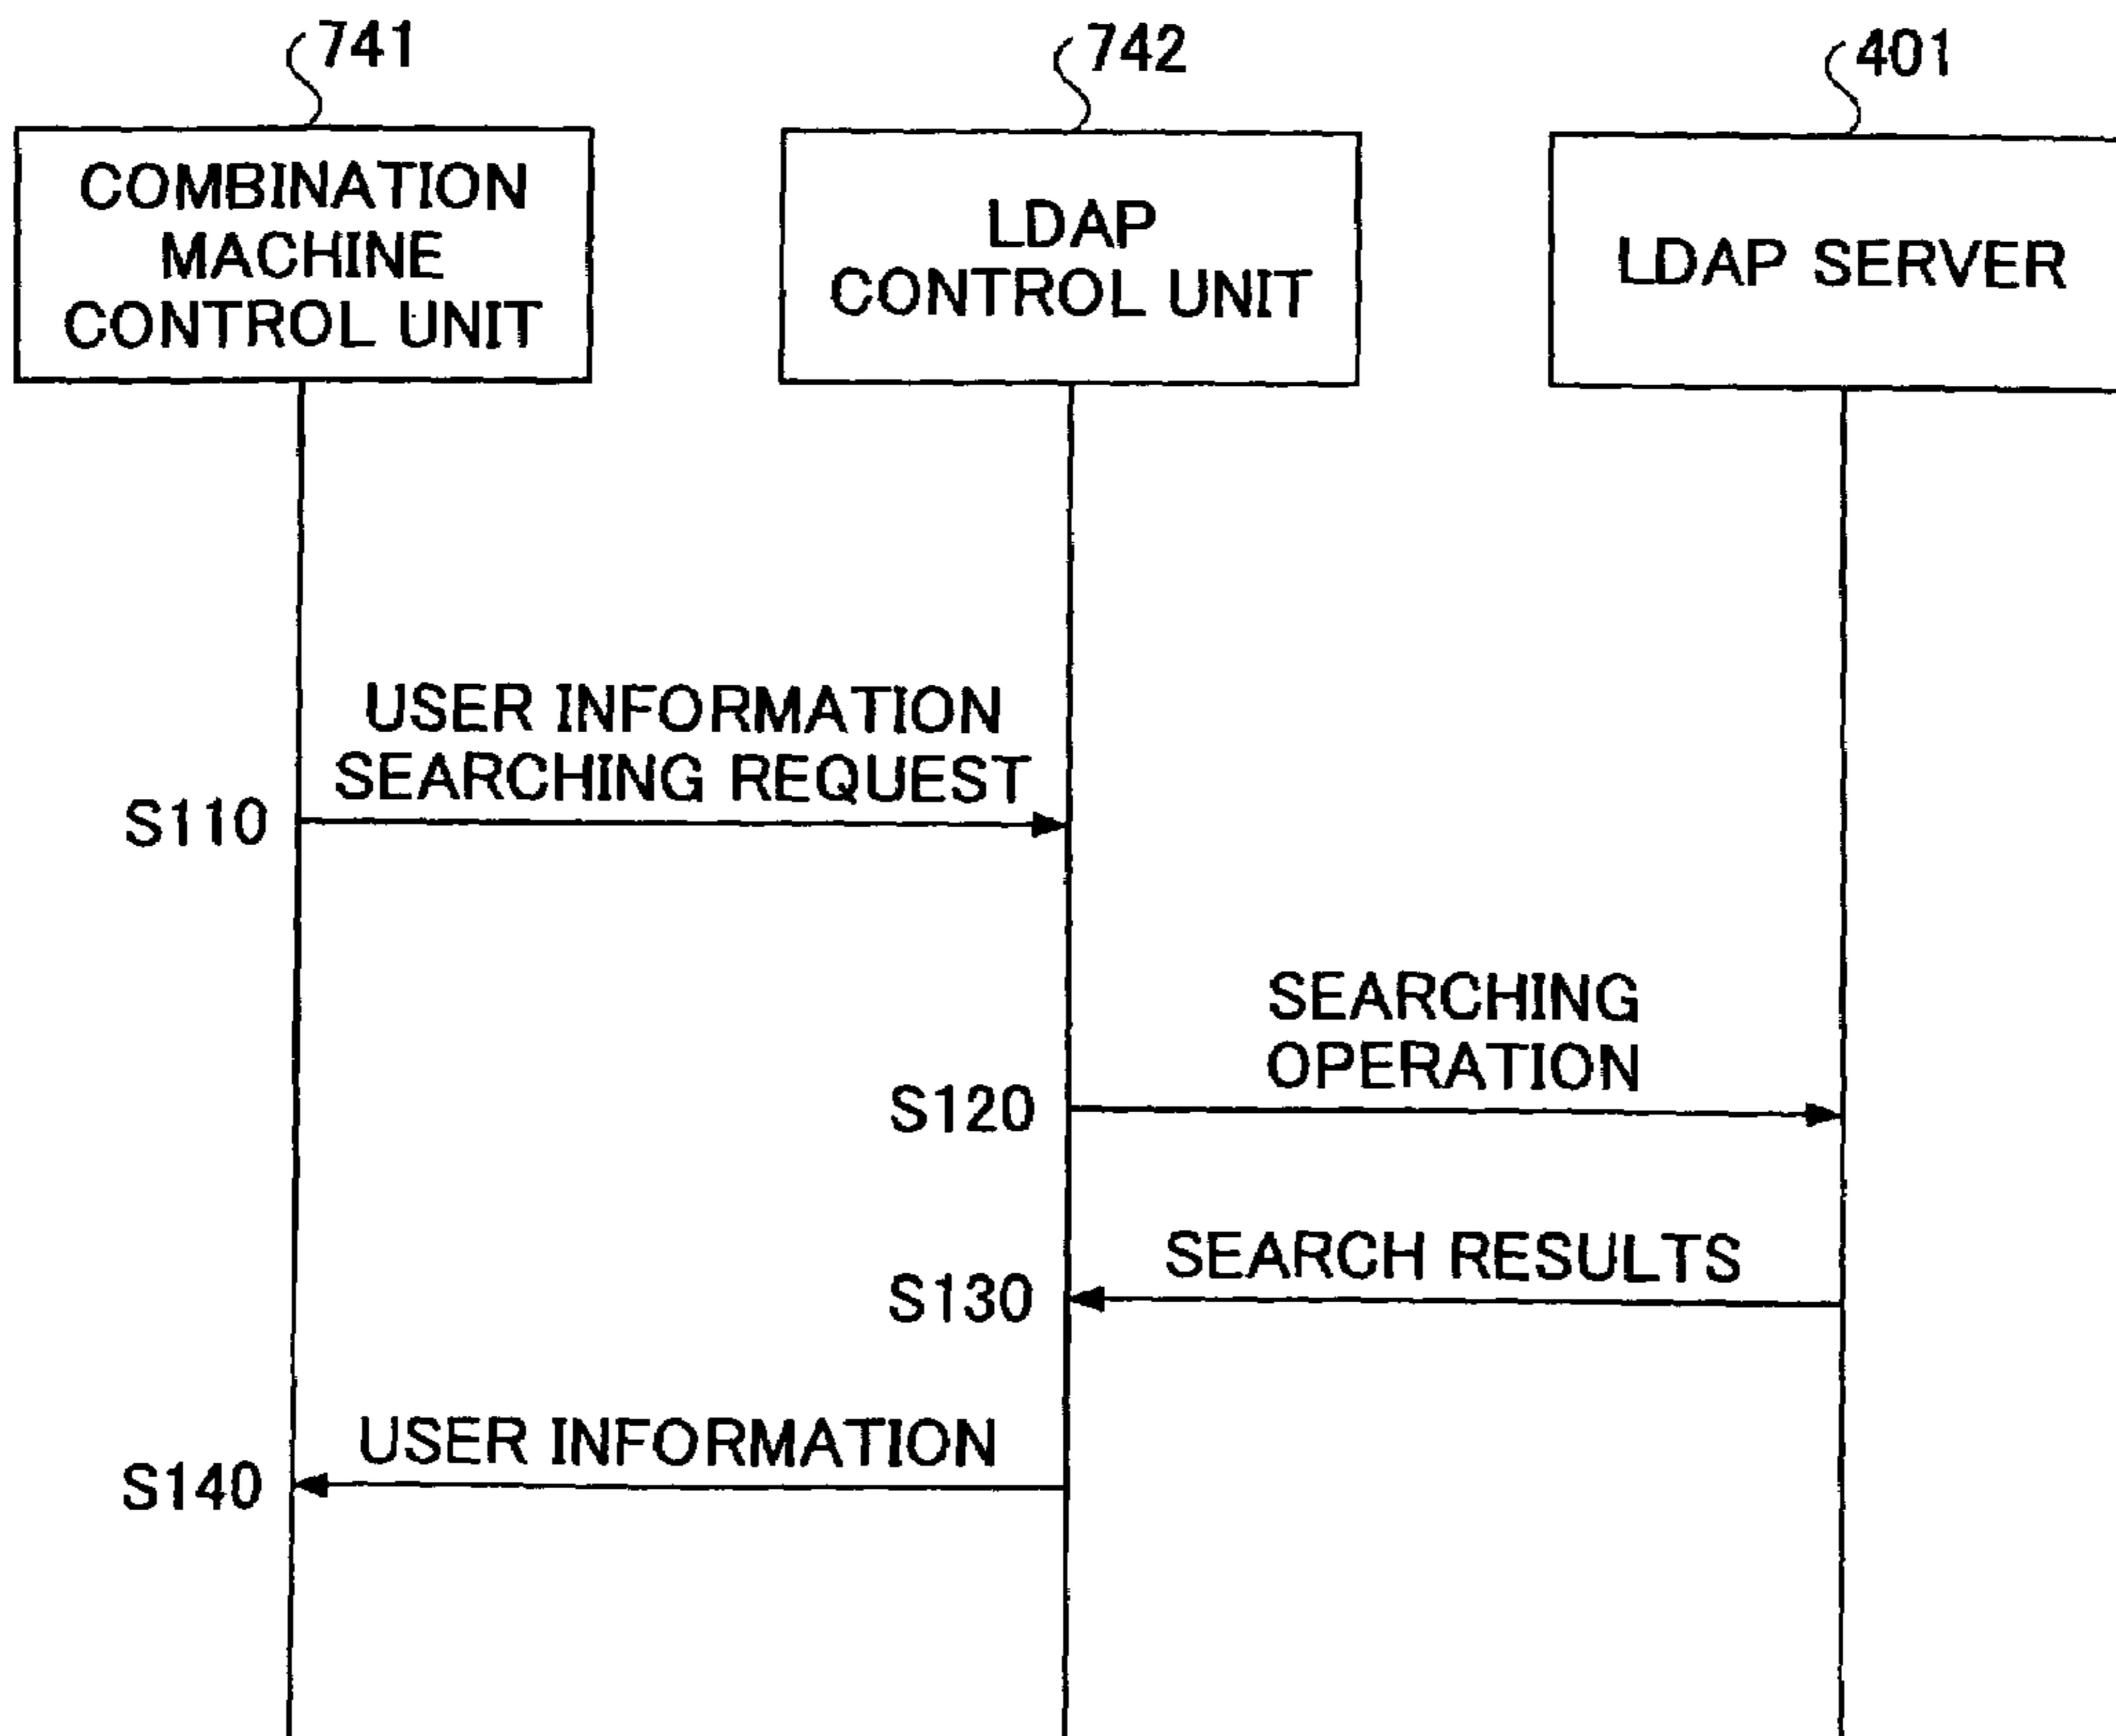 741
742
401
COMBINATION
MACHINE
CONTROL UNIT
LDAP
CONTROL UNIT
LDAP SERVER
USER INFORMATION
SEARCHING REQUEST
S110
SEARCHING
OPERATION
S120
SEARCH RESULTS
S130
USER INFORMATION
S140